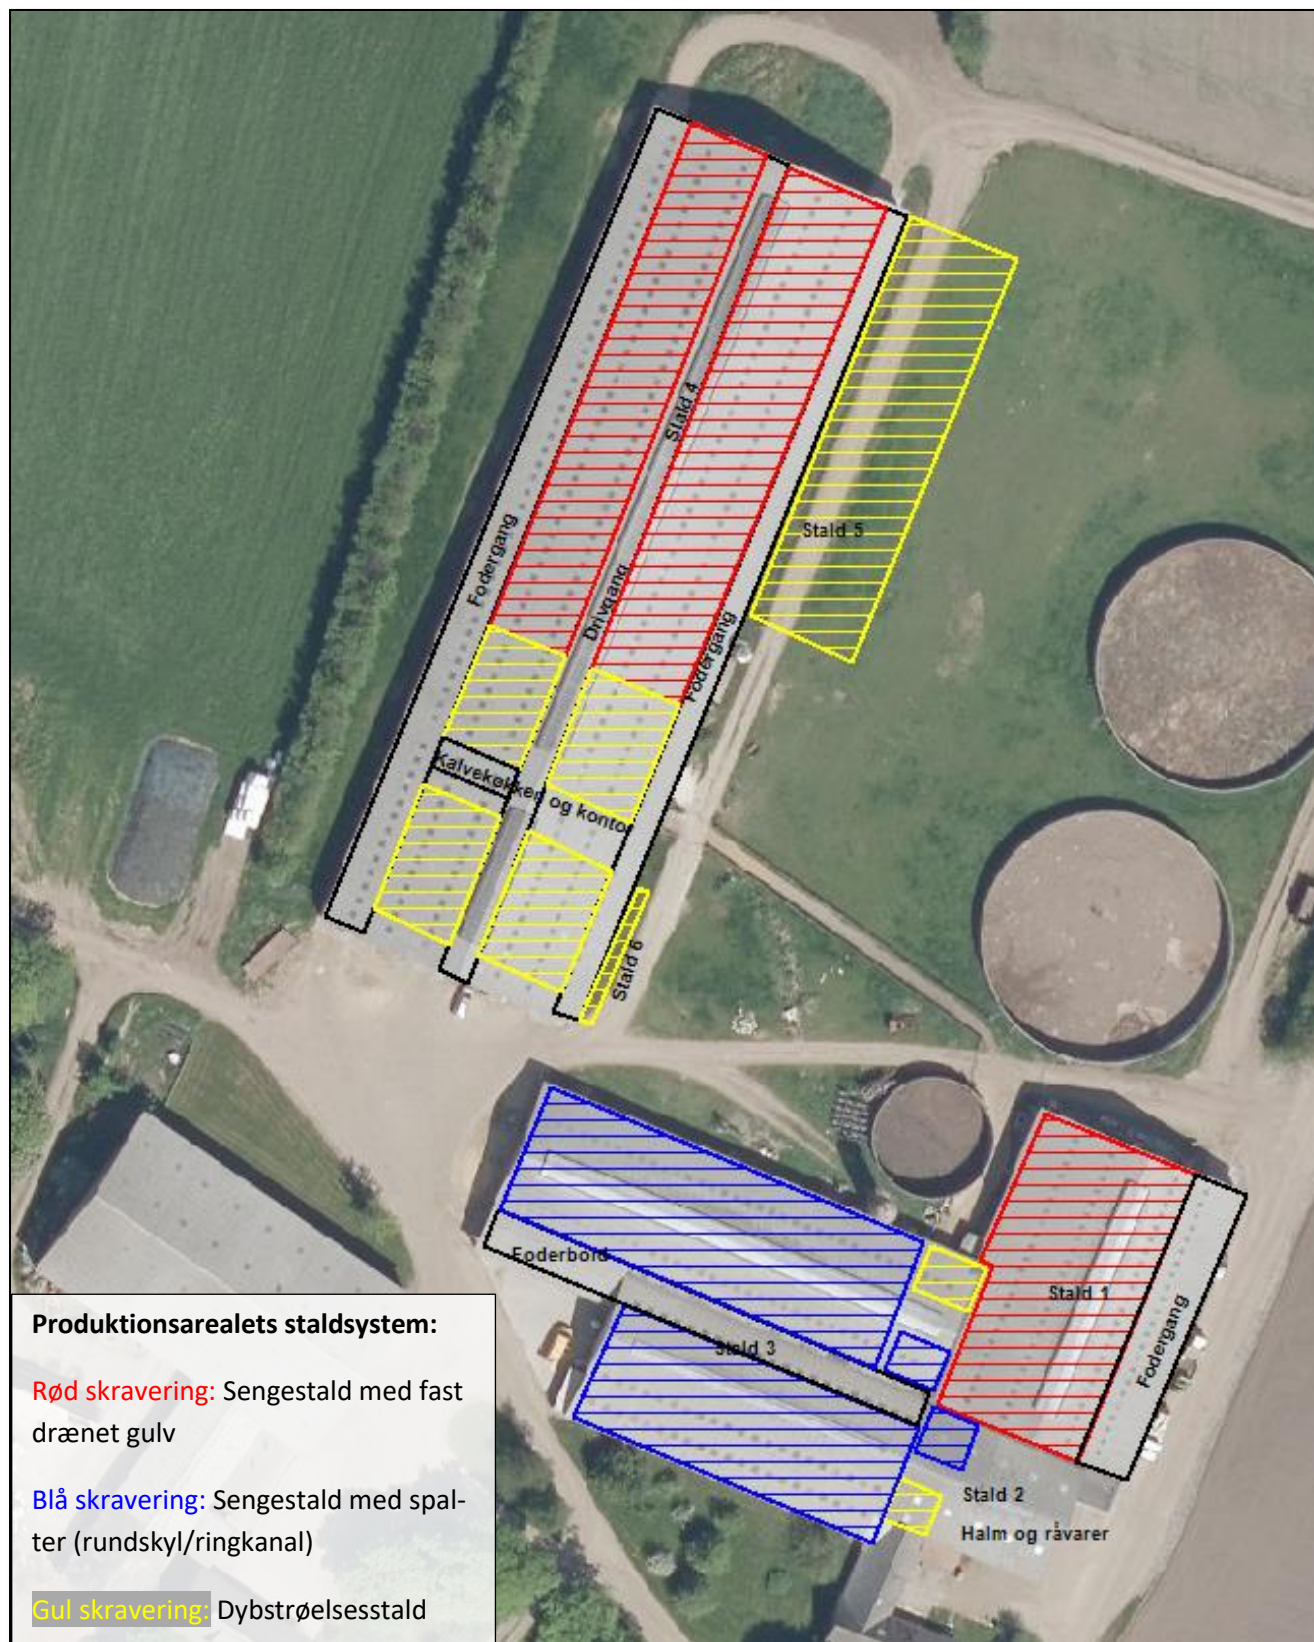 Stald 4
Fodergang
Drivgang
Stald 5
Fodergang
Kalvekøkken og kontor
Stald 6
Foderbord
Stald 3
Stald 1
Fodergang
Stald 2
Halm og råvarer
Produktionsarealets staldsystem:
Rød skravering: Sengestald med fast
drænet gulv
Blå skravering: Sengestald med spal-
ter (rundskyl/ringkanal)
Gul skravering: Dybstrøelsesstald